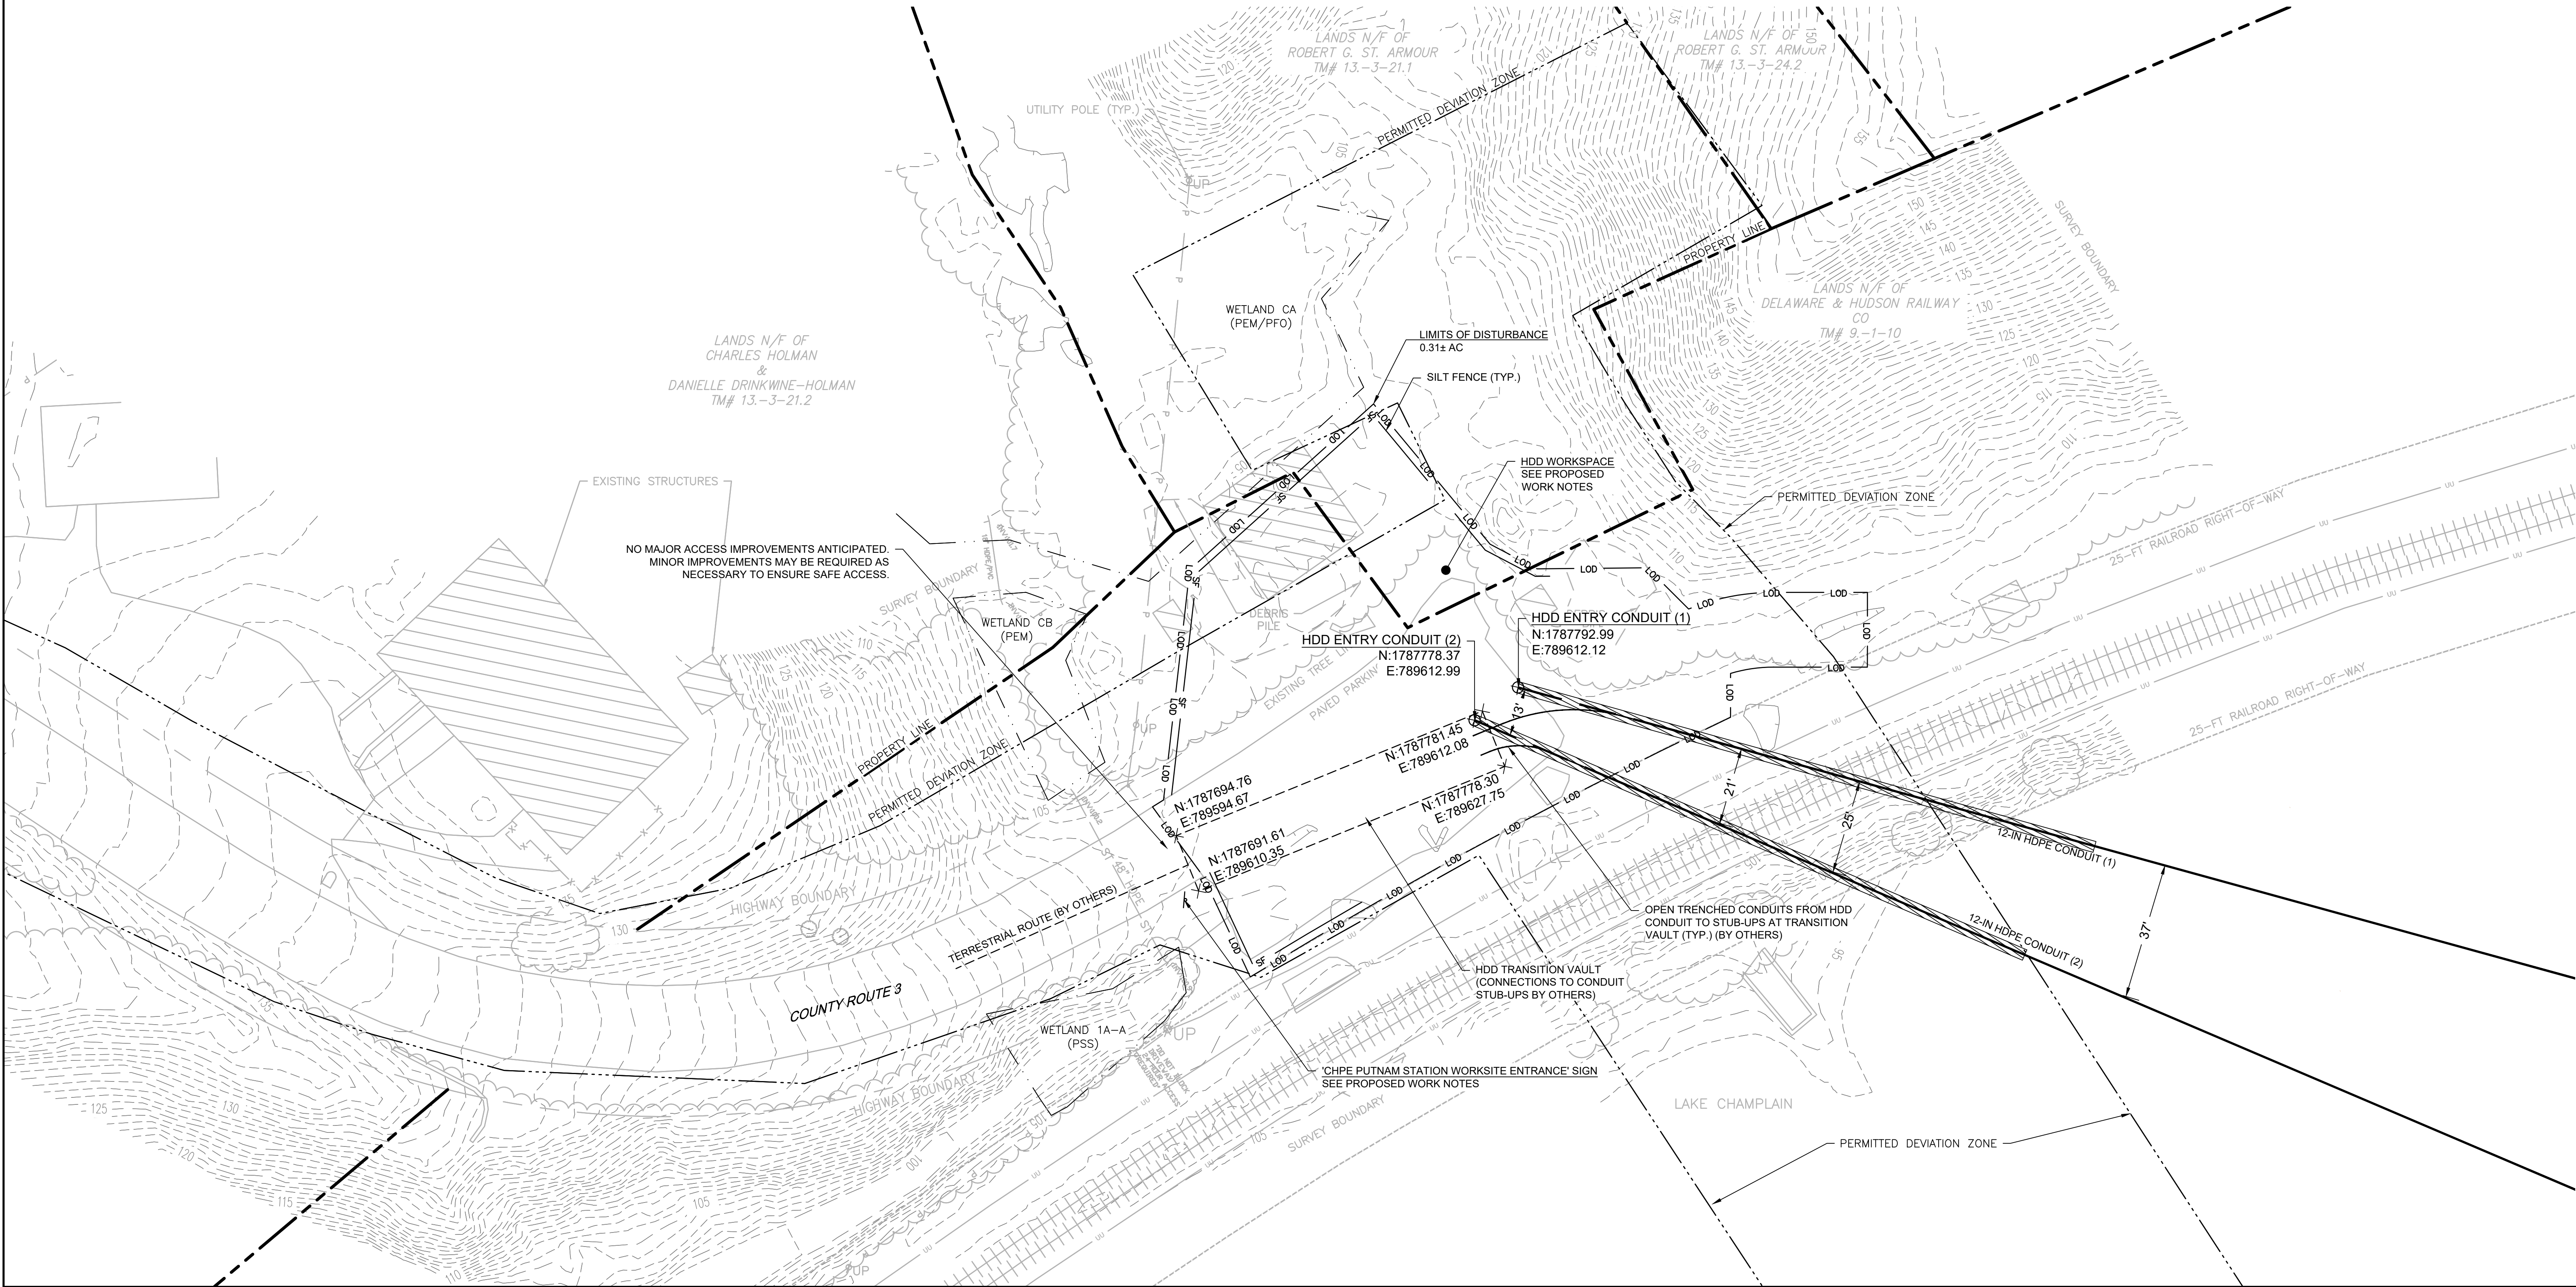 LANDS N/F OF
ROBERT G. ST. ARMOUR
TM# 13.-3-21.1
LANDS N/F OF
ROBERT G. ST. ARMOUR
TM# 13.-3-24.2
UTILITY POLE (TYP.)
PERMITTED DEVIATION ZONE
UP
PROPERTY LINE
SURVEY BOUNDARY
LANDS N/F OF
DELAWARE & HUDSON RAILWAY
CO
TM# 9.-1-10
WETLAND CA
(PEM/PFO)
LIMITS OF DISTURBANCE
0.31± AC
SILT FENCE (TYP.)
LANDS N/F OF
CHARLES HOLMAN
&
DANIELLE DRINKWINE-HOLMAN
TM# 13.-3-21.2
EXISTING STRUCTURES
HDD WORKSPACE
SEE PROPOSED
WORK NOTES
PERMITTED DEVIATION ZONE
25-FT RAILROAD RIGHT-OF-WAY
NO MAJOR ACCESS IMPROVEMENTS ANTICIPATED.
MINOR IMPROVEMENTS MAY BE REQUIRED AS
NECESSARY TO ENSURE SAFE ACCESS.
SURVEY BOUNDARY
WETLAND CB
(PEM)
DEBRIS
PILE
HDD ENTRY CONDUIT (1)
N:1787792.99
E:789612.12
HDD ENTRY CONDUIT (2)
N:1787778.37
E:789612.99
EXISTING TREE LI
PAVED PARKIN
25-FT RAILROAD RIGHT-OF-WAY
UP
PROPERTY LINE
PERMITTED DEVIATION ZONE
13'
N:1787781.45
E:789612.08
N:1787778.30
E:789627.75
N:1787694.76
E:789594.67
N:1787691.61
E:789610.35
21'
25'
12-IN HDPE CONDUIT (1)
12-IN HDPE CONDUIT (2)
37'
HIGHWAY BOUNDARY
TERRESTRIAL ROUTE (BY OTHERS)
OPEN TRENCHED CONDUITS FROM HDD
CONDUIT TO STUB-UPS AT TRANSITION
VAULT (TYP.) (BY OTHERS)
HDD TRANSITION VAULT
(CONNECTIONS TO CONDUIT
STUB-UPS BY OTHERS)
COUNTY ROUTE 3
WETLAND 1A-A
(PSS)
UP
'CHPE PUTNAM STATION WORKSITE ENTRANCE' SIGN
SEE PROPOSED WORK NOTES
HIGHWAY BOUNDARY
SURVEY BOUNDARY
LAKE CHAMPLAIN
PERMITTED DEVIATION ZONE
UP